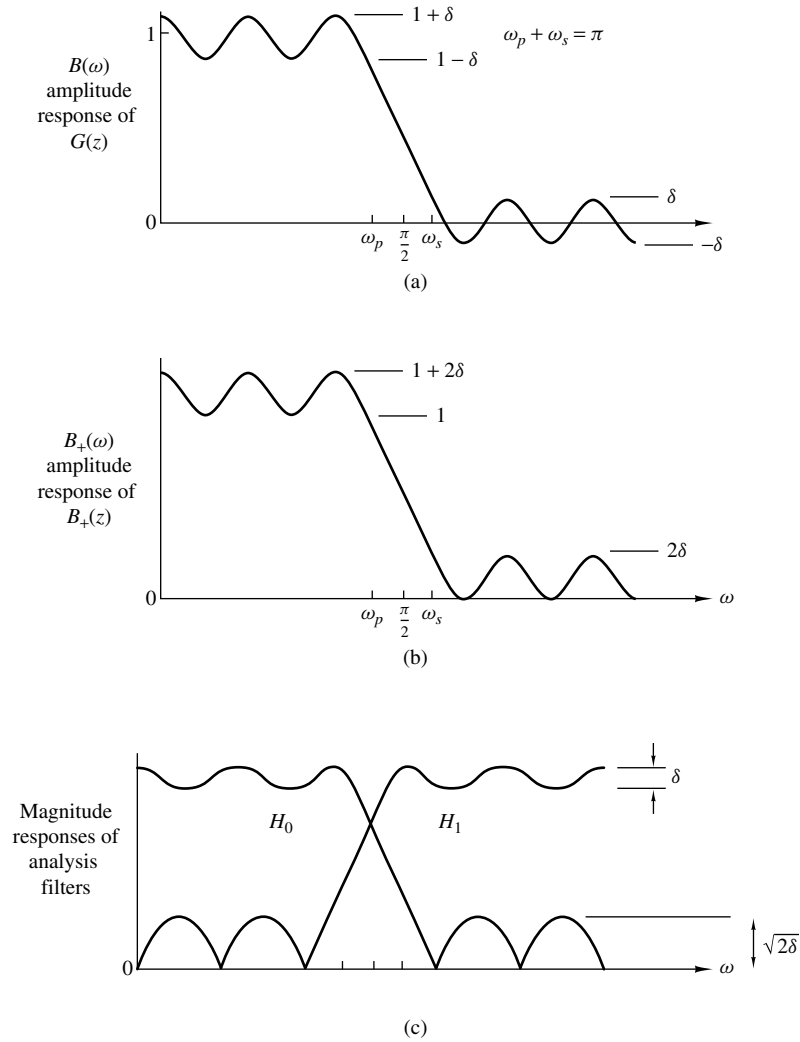 1 + δ
ω_p + ω_s = π
1
1 − δ
B(ω)
amplitude
response of
G(z)
δ
0
ω_p π/2 ω_s
−δ
(a)
1 + 2δ
1
B_+(ω)
amplitude
response of
B_+(z)
2δ
0
ω
ω_p π/2 ω_s
(b)
δ
Magnitude
responses of
analysis
filters
H_0
H_1
√2δ
0
ω
(c)